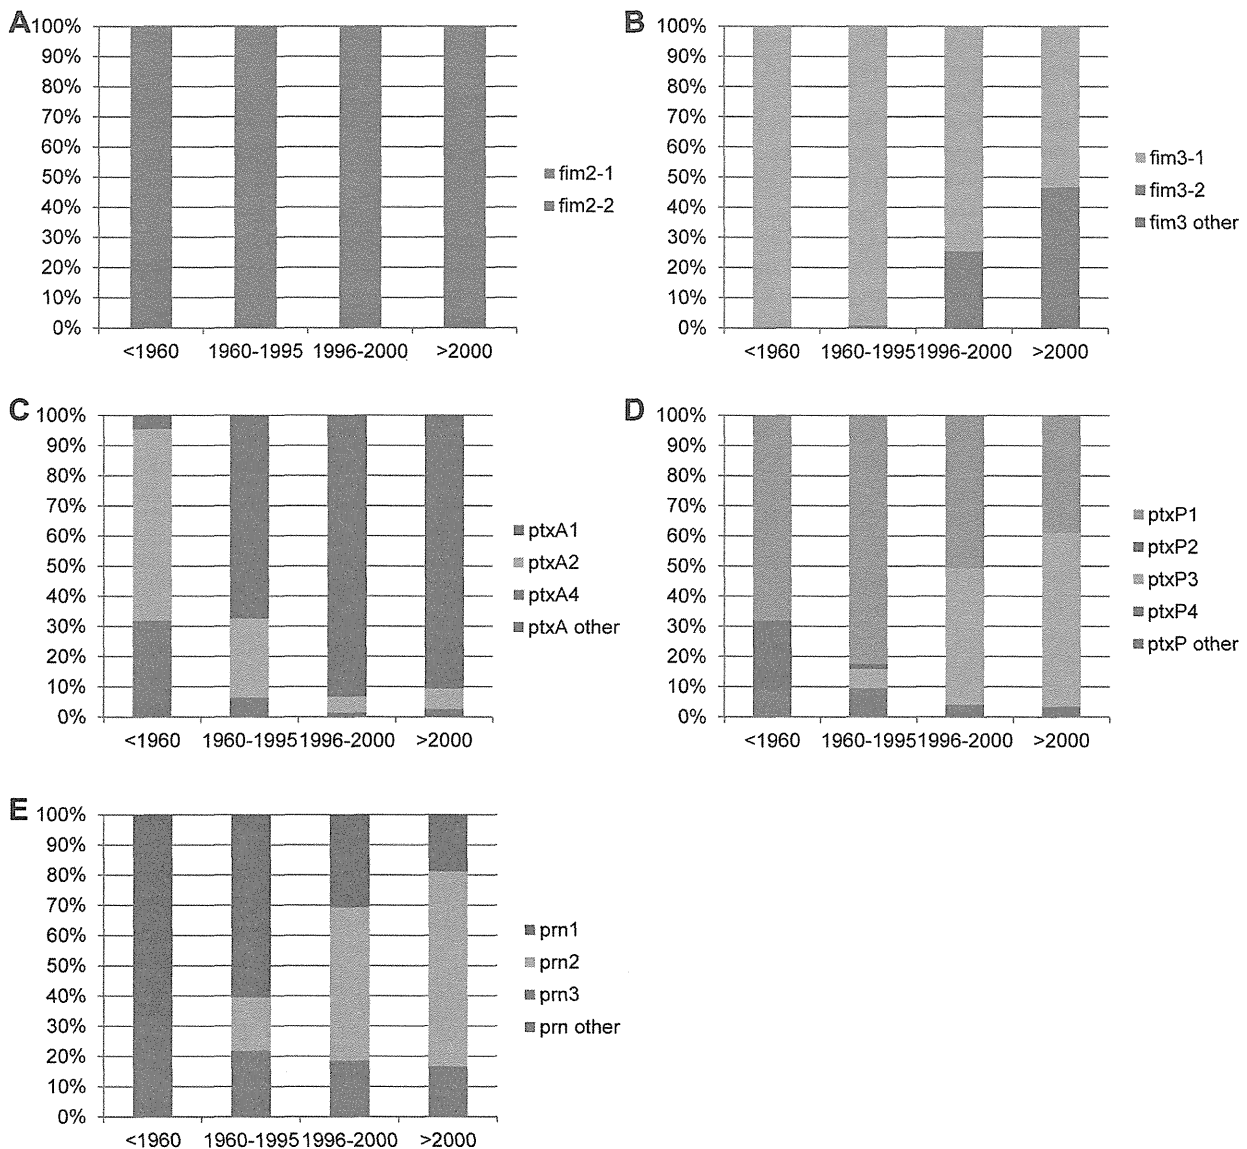 A
100%
90%
80%
70%
60%
50%
40%
30%
20%
10%
0%
<1960 1960-1995 1996-2000 >2000
fim2-1
fim2-2
B
100%
90%
80%
70%
60%
50%
40%
30%
20%
10%
0%
<1960 1960-1995 1996-2000 >2000
fim3-1
fim3-2
fim3 other
C
100%
90%
80%
70%
60%
50%
40%
30%
20%
10%
0%
<1960 1960-1995 1996-2000 >2000
ptxA1
ptxA2
ptxA4
ptxA other
D
100%
90%
80%
70%
60%
50%
40%
30%
20%
10%
0%
<1960 1960-1995 1996-2000 >2000
ptxP1
ptxP2
ptxP3
ptxP4
ptxP other
E
100%
90%
80%
70%
60%
50%
40%
30%
20%
10%
0%
<1960 1960-1995 1996-2000 >2000
prn1
prn2
prn3
prn other